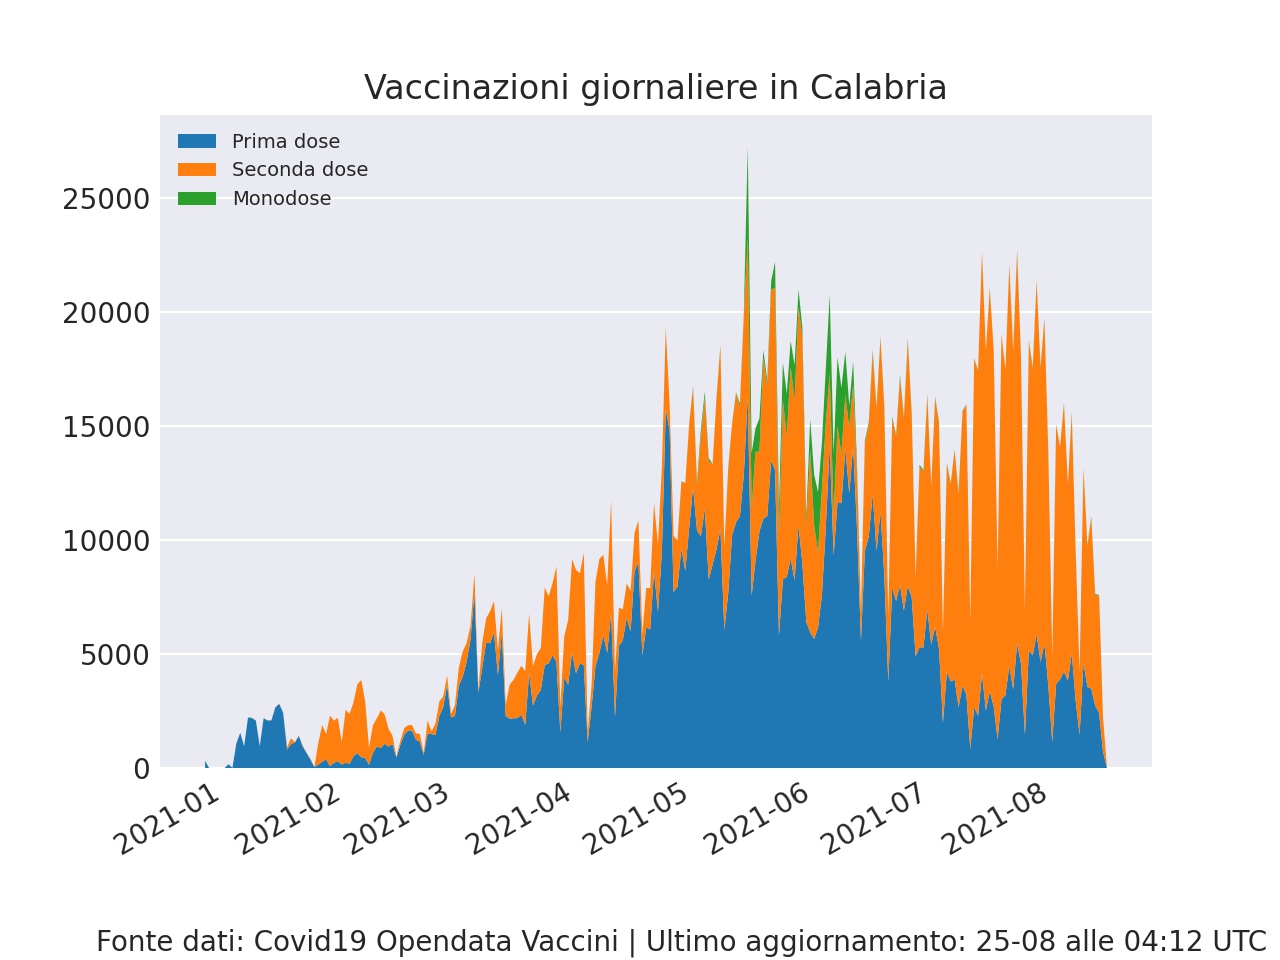 Vaccinazioni giornaliere in Calabria
Prima dose
Seconda dose
Monodose
25000
20000
15000
10000
5000
0
2021-01
2021-02
2021-03
2021-04
2021-05
2021-06
2021-07
2021-08
Fonte dati: Covid19 Opendata Vaccini | Ultimo aggiornamento: 25-08 alle 04:12 UTC